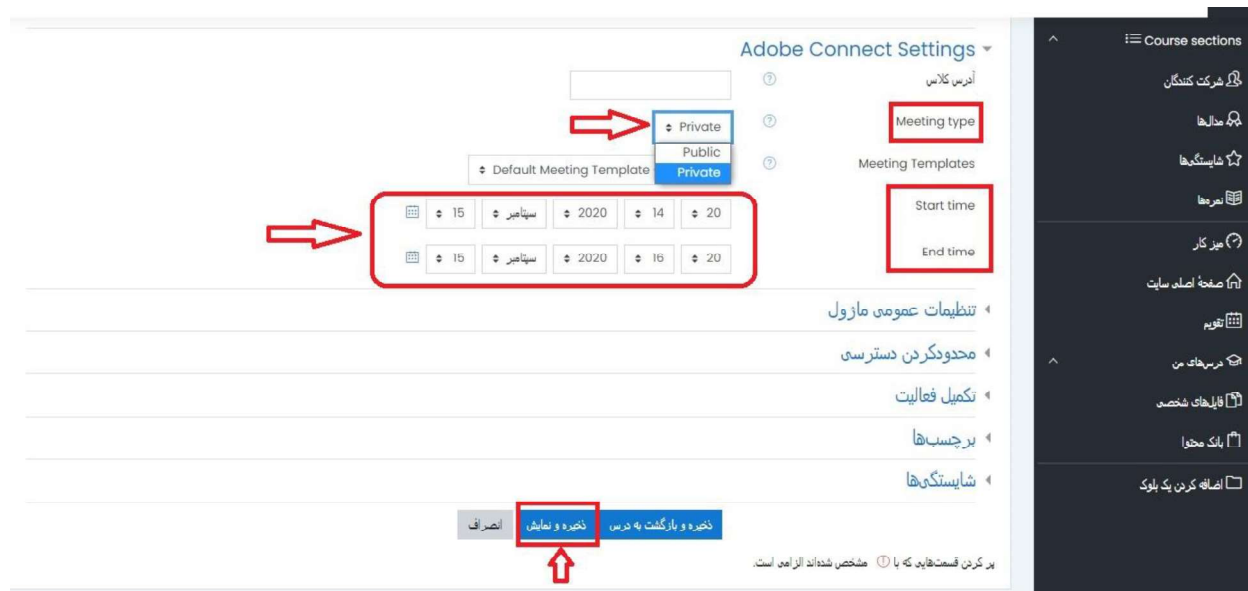 Adobe Connect Settings
آدرس کلاس
Meeting type
Private
Public
Private
Meeting Templates
Default Meeting Template
Start time
20 14 2020 سپتامبر 15
End time
20 16 2020 سپتامبر 15
تنظیمات عمومی ماژول
محدودکردن دسترسی
تکمیل فعالیت
برچسب‌ها
شایستگی‌ها
ذخیره و بازگشت به درس
ذخیره و نمایش
انصراف
پر کردن قسمت‌هایی که با مشخص شده‌اند الزامی است.
Course sections
شرکت کنندگان
مدال‌ها
شایستگی‌ها
نمره‌ها
میز کار
صفحهٔ اصلی سایت
تقویم
درس‌های من
فایل‌های شخصی
بانک محتوا
اضافه کردن یک بلوک